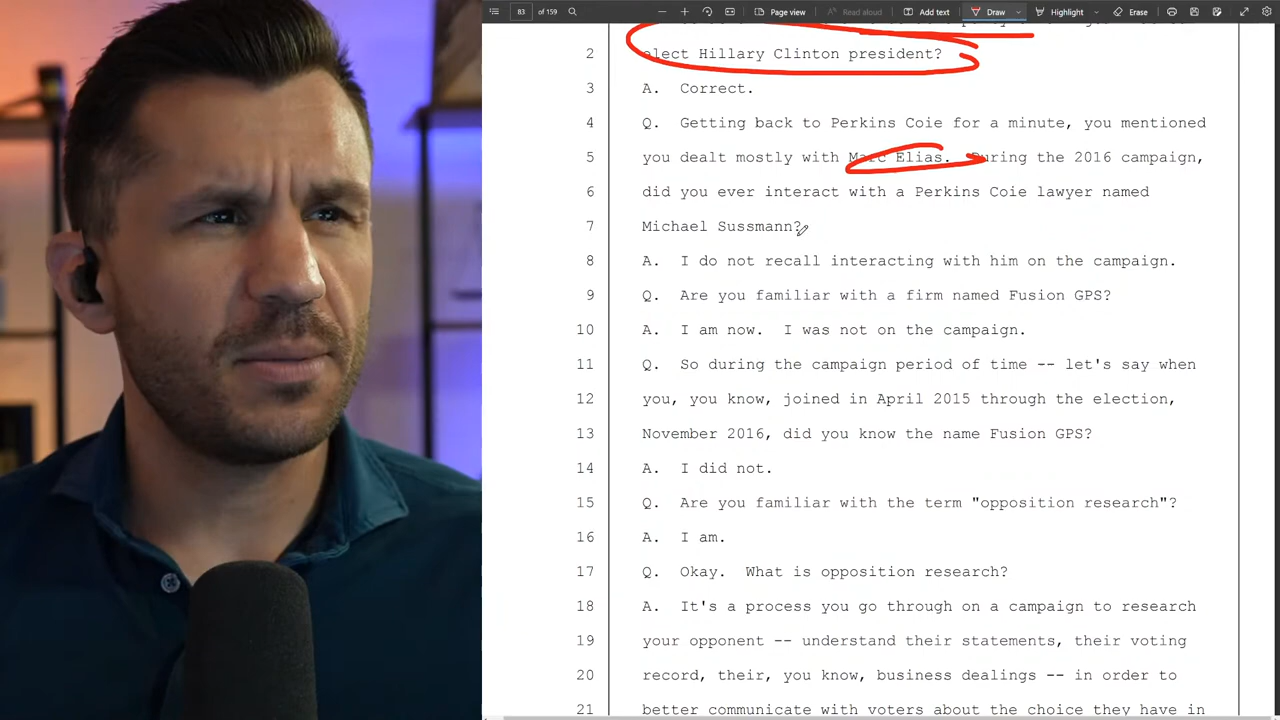 83 of 159 Page view Read aloud Add text Draw Highlight Erase
2 elect Hillary Clinton president?
3 A. Correct.
4 Q. Getting back to Perkins Coie for a minute, you mentioned
5 you dealt mostly with Marc Elias. During the 2016 campaign,
6 did you ever interact with a Perkins Coie lawyer named
7 Michael Sussmann?
8 A. I do not recall interacting with him on the campaign.
9 Q. Are you familiar with a firm named Fusion GPS?
10 A. I am now. I was not on the campaign.
11 Q. So during the campaign period of time -- let's say when
12 you, you know, joined in April 2015 through the election,
13 November 2016, did you know the name Fusion GPS?
14 A. I did not.
15 Q. Are you familiar with the term "opposition research"?
16 A. I am.
17 Q. Okay. What is opposition research?
18 A. It's a process you go through on a campaign to research
19 your opponent -- understand their statements, their voting
20 record, their, you know, business dealings -- in order to
21 better communicate with voters about the choice they have in